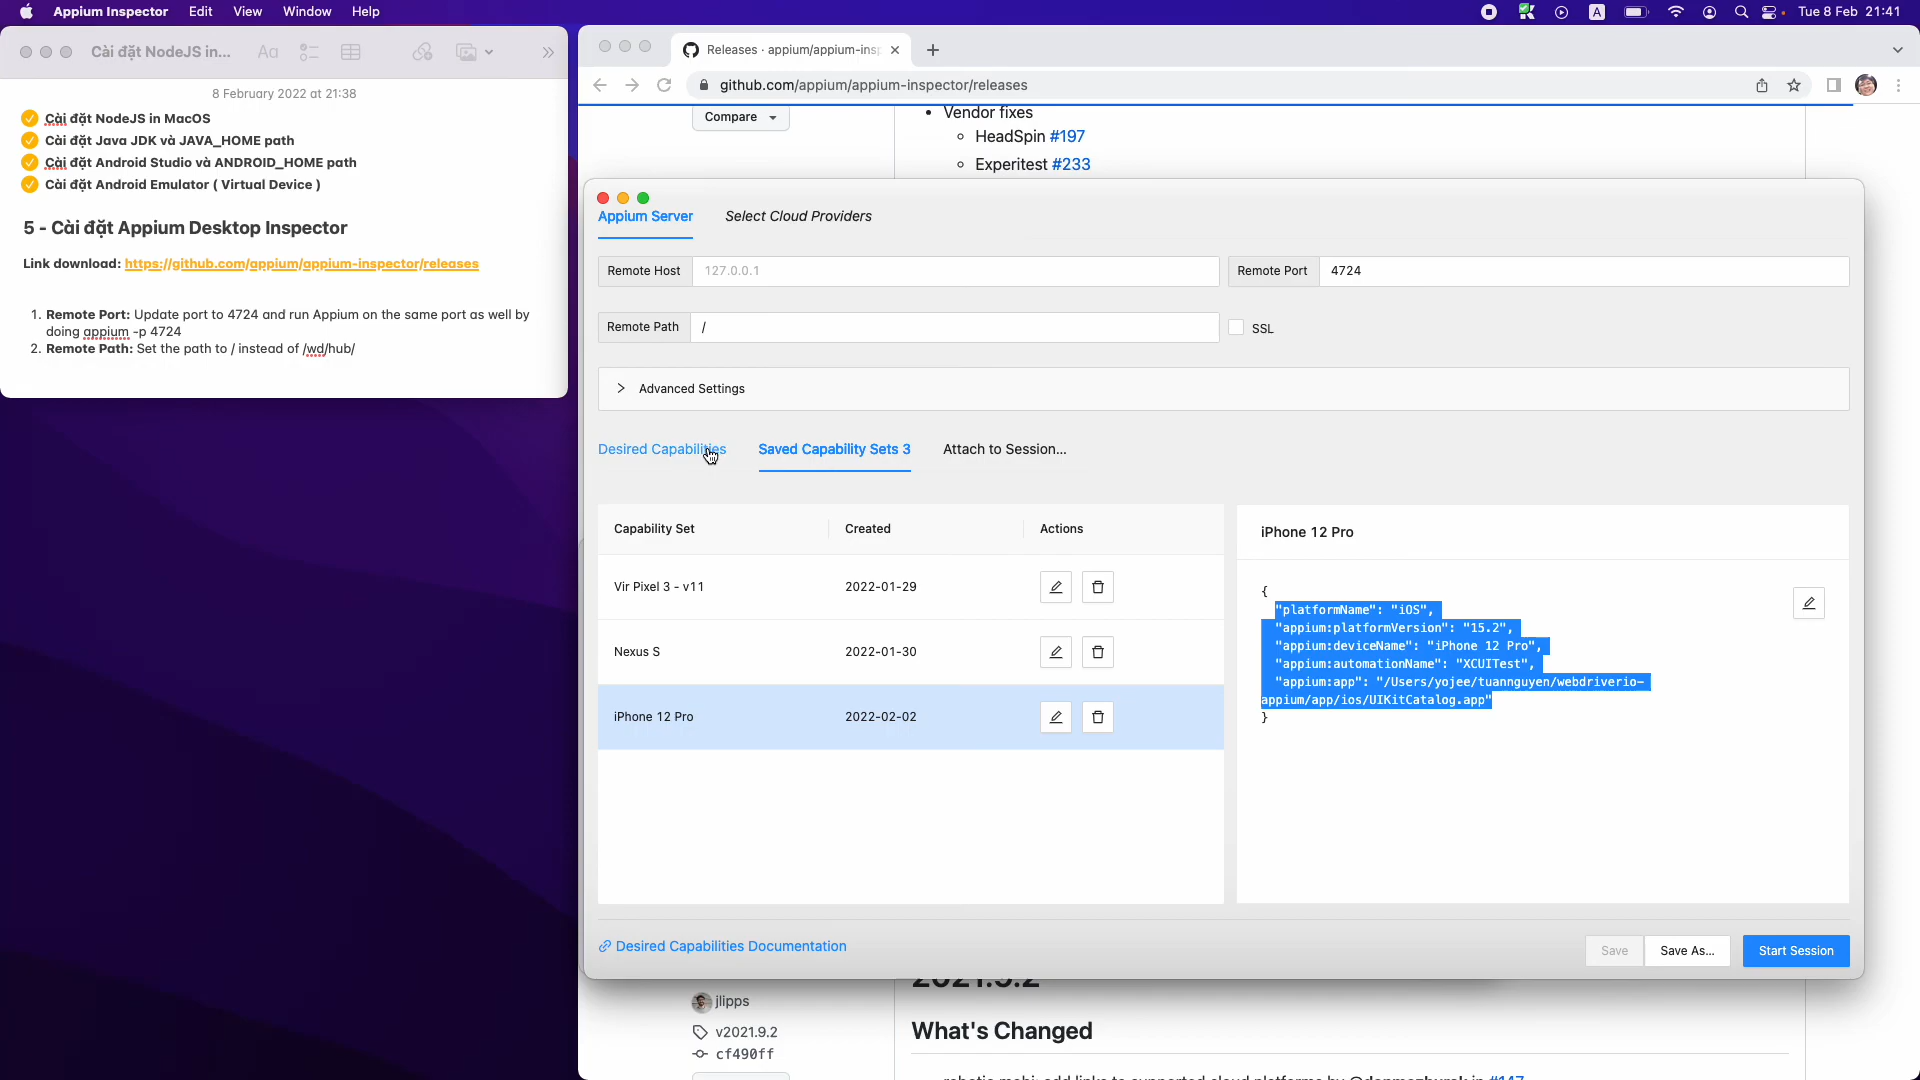 Appium Inspector Edit View Window Help
A
Tue 8 Feb 21:41
Cài đặt NodeJS in...
Aa
8 February 2022 at 21:38
Cài đặt NodeJS in MacOS
Cài đặt Java JDK và JAVA_HOME path
Cài đặt Android Studio và ANDROID_HOME path
Cài đặt Android Emulator ( Virtual Device )
5 - Cài đặt Appium Desktop Inspector
Link download: https://github.com/appium/appium-inspector/releases
1. Remote Port: Update port to 4724 and run Appium on the same port as well by
doing appium -p 4724
2. Remote Path: Set the path to / instead of /wd/hub/
Releases · appium/appium-insp
github.com/appium/appium-inspector/releases
Compare
Vendor fixes
HeadSpin #197
Experitest #233
Appium Server Select Cloud Providers
Remote Host 127.0.0.1 Remote Port 4724
Remote Path / SSL
Advanced Settings
Desired Capabilities Saved Capability Sets 3 Attach to Session...
Capability Set Created Actions
Vir Pixel 3 - v11 2022-01-29
Nexus S 2022-01-30
iPhone 12 Pro 2022-02-02
iPhone 12 Pro
{
"platformName": "iOS",
"appium:platformVersion": "15.2",
"appium:deviceName": "iPhone 12 Pro",
"appium:automationName": "XCUITest",
"appium:app": "/Users/yojee/tuannguyen/webdriverio-
appium/app/ios/UIKitCatalog.app"
}
Desired Capabilities Documentation
Save Save As... Start Session
2021.9.2
jlipps
v2021.9.2
cf490ff
What's Changed